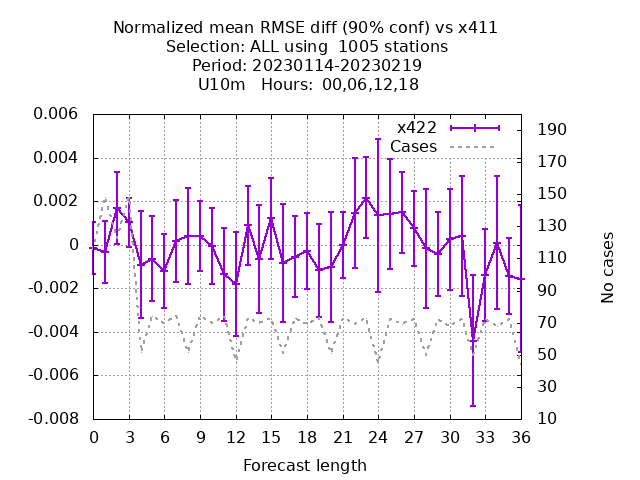 Normalized mean RMSE diff (90% conf) vs x411
Selection: ALL using  1005 stations
Period: 20230114-20230219
U10m   Hours:  00,06,12,18
x422
Cases
0.006
0.004
0.002
0
-0.002
-0.004
-0.006
-0.008
190
170
150
130
110
90
70
50
30
10
No cases
0 3 6 9 12 15 18 21 24 27 30 33 36
Forecast length